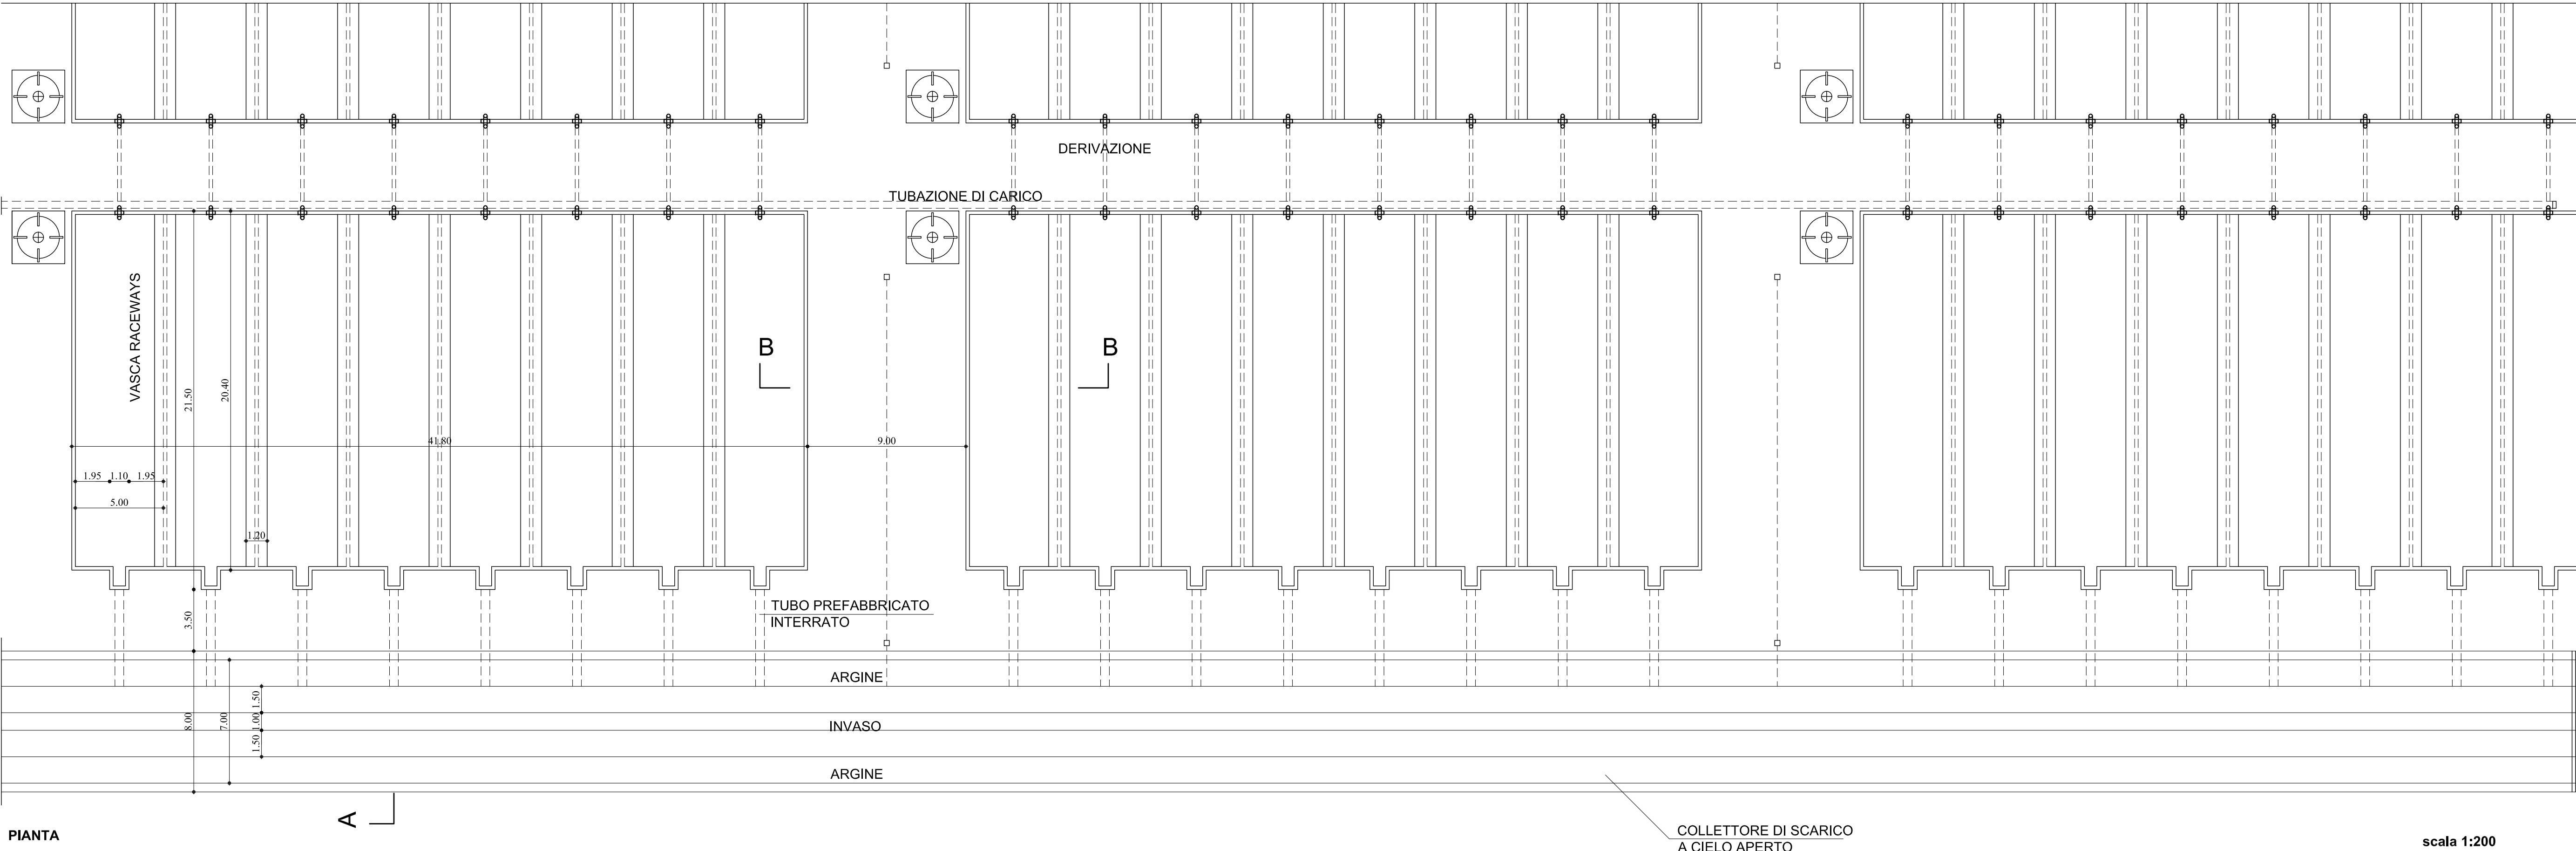 DERIVAZIONE
TUBAZIONE DI CARICO
VASCA RACEWAYS
21.50
20.40
B
B
41.80
9.00
1.95
1.10
1.95
5.00
1.20
3.50
TUBO PREFABBRICATO
INTERRATO
ARGINE
1.50
8.00
7.00
1.00
INVASO
1.50
ARGINE
A
PIANTA
COLLETTORE DI SCARICO
A CIELO APERTO
scala 1:200